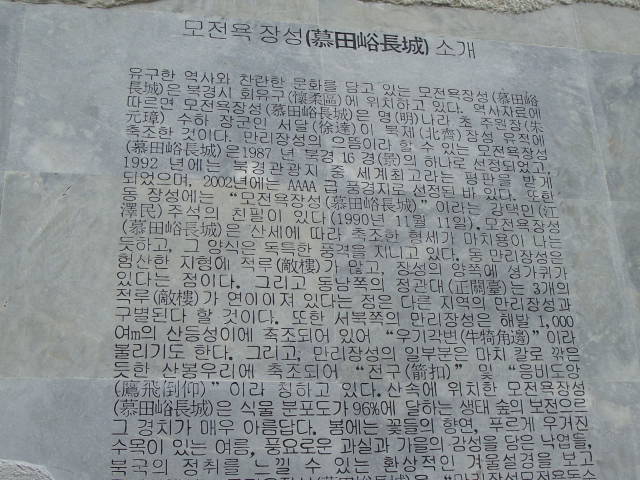 모전욕 장성(慕田峪長城) 소개
유구한 역사와 찬란한 문화를 담고 있는 모전욕장성(慕田峪
長城)은 북경시 회유구(懷柔區)에 위치하고 있다. 역사자료에
따르면 모전욕장성(慕田峪長城)은 명(明)나라 초 주원장(朱
元璋) 수하 장군인 서달(徐達)이 북제(北齊)장성 유적에
축조한 것이다. 만리장성의 으뜸이라 할 수 있는 모전욕장성
(慕田峪長城)은1987년 북경 16 경(景)의 하나로 선정되었고,
1992 년에는 북경관광지 중 세계최고라는 평판을 받게
되었으며, 2002년에는 AAAA 급 풍경지로 선정된 바 있다. 또한
동 장성에는 “모전욕장성(慕田峪長城)” 이라는 강택민(江
澤民)주석의 친필이 있다(1990년 11월 11일). 모전욕장성
(慕田峪長城)은 산세에 따라 축조한 형세가 마치용이 나는
듯하고, 그 양식은 독특한 풍격을 지니고 있다. 동 만리장성은
험산한 지형에 적루(敵樓)가 많고, 장성의 양쪽에 성가퀴가
있다는 점이다. 그리고 동남쪽의 정관대(正關臺)는 3개의
적루(敵樓)가 연이어져 있다는 점은 다른 지역의 만리장성과
구별된다 할 것이다. 또한 서북쪽의 만리장성은 해발 1,000
여m의 산등성이에 축조되어 있어 “우기각변(牛犄角邊)” 이라
불리기도 한다. 그리고, 만리장성의 일부분은 마치 칼로 깎은
듯한 산봉우리에 축조되어 “전구(箭扣)” 및 “응비도앙
(鷹飛倒仰)” 이라 칭하고 있다. 산속에 위치한 모전욕장성
(慕田峪長城)은 식물 분포도가 96%에 달하는 생태 숲의 보전으로
그 경치가 매우 아름답다. 봄에는 꽃들의 향연, 푸르게 우거진
수목이 있는 여름, 풍요로운 과실과 가을의 감성을 담은 낙엽들,
북국의 정취를 느낄 수 있는 환상적인 겨울설경을 보고